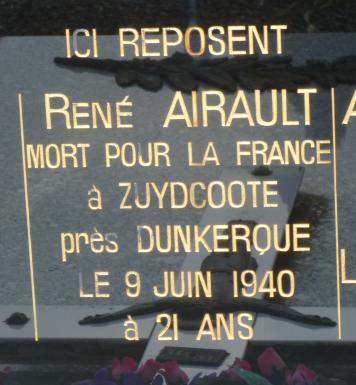 ICI REPOSENT
RENÉ AIRAULT
MORT POUR LA FRANCE
à ZUYDCOOTE
près DUNKERQUE
LE 9 JUIN 1940
à 21 ANS